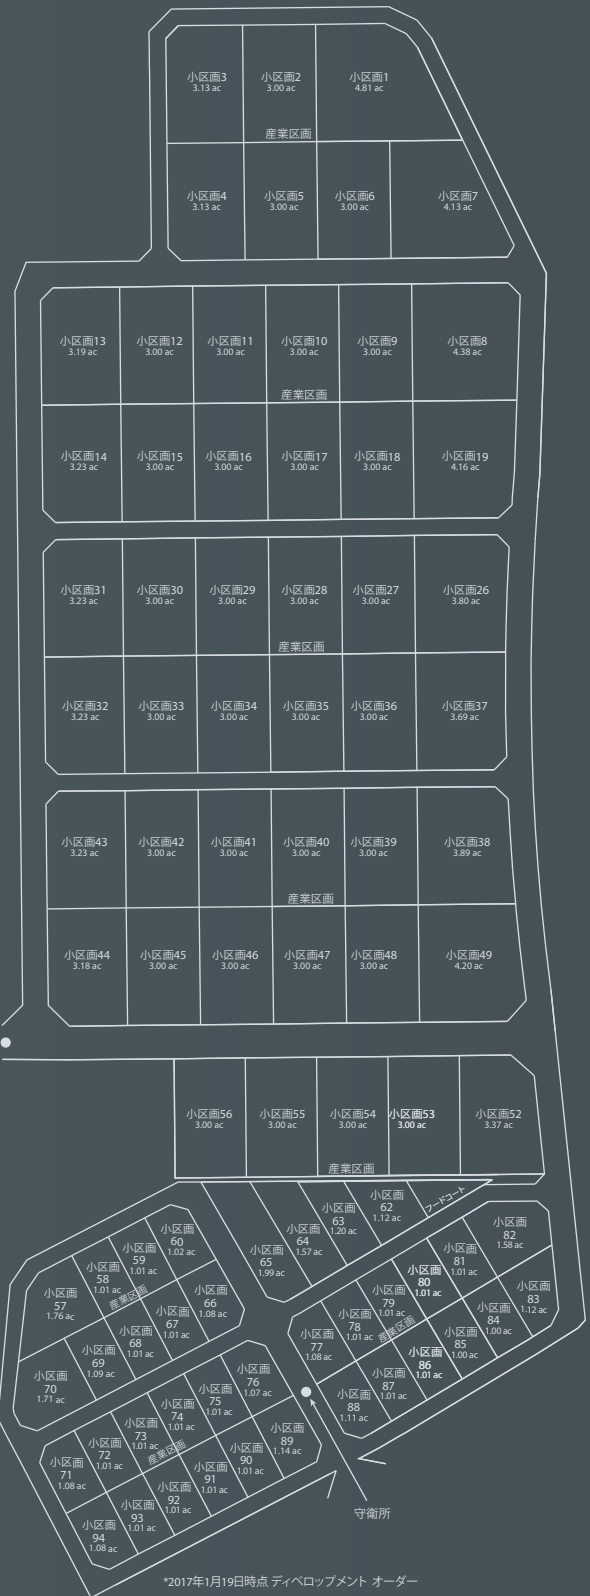 小区画3
3.13 ac
小区画2
3.00 ac
小区画1
4.81 ac
産業区画
小区画4
3.13 ac
小区画5
3.00 ac
小区画6
3.00 ac
小区画7
4.13 ac
小区画13
3.19 ac
小区画12
3.00 ac
小区画11
3.00 ac
小区画10
3.00 ac
小区画9
3.00 ac
小区画8
4.38 ac
産業区画
小区画14
3.23 ac
小区画15
3.00 ac
小区画16
3.00 ac
小区画17
3.00 ac
小区画18
3.00 ac
小区画19
4.16 ac
小区画31
3.23 ac
小区画30
3.00 ac
小区画29
3.00 ac
小区画28
3.00 ac
小区画27
3.00 ac
小区画26
3.80 ac
産業区画
小区画32
3.23 ac
小区画33
3.00 ac
小区画34
3.00 ac
小区画35
3.00 ac
小区画36
3.00 ac
小区画37
3.69 ac
小区画43
3.23 ac
小区画42
3.00 ac
小区画41
3.00 ac
小区画40
3.00 ac
小区画39
3.00 ac
小区画38
3.89 ac
産業区画
小区画44
3.18 ac
小区画45
3.00 ac
小区画46
3.00 ac
小区画47
3.00 ac
小区画48
3.00 ac
小区画49
4.20 ac
小区画56
3.00 ac
小区画55
3.00 ac
小区画54
3.00 ac
小区画53
3.00 ac
小区画52
3.37 ac
産業区画
小区画
65
1.99 ac
小区画
64
1.57 ac
小区画
63
1.20 ac
小区画
62
1.12 ac
フードコート
小区画
57
1.76 ac
小区画
58
1.01 ac
小区画
59
1.01 ac
小区画
60
1.02 ac
産業区画
小区画
70
1.71 ac
小区画
69
1.09 ac
小区画
68
1.01 ac
小区画
67
1.01 ac
小区画
66
1.08 ac
小区画
77
1.08 ac
小区画
78
1.01 ac
小区画
79
1.01 ac
小区画
80
1.01 ac
小区画
81
1.01 ac
小区画
82
1.58 ac
産業区画
小区画
88
1.11 ac
小区画
87
1.01 ac
小区画
86
1.01 ac
小区画
85
1.00 ac
小区画
84
1.00 ac
小区画
83
1.12 ac
小区画
71
1.08 ac
小区画
72
1.01 ac
小区画
73
1.01 ac
小区画
74
1.01 ac
小区画
75
1.01 ac
小区画
76
1.07 ac
産業区画
小区画
94
1.08 ac
小区画
93
1.01 ac
小区画
92
1.01 ac
小区画
91
1.01 ac
小区画
90
1.01 ac
小区画
89
1.14 ac
守衛所
*2017年1月19日時点 ディベロップメント オーダー